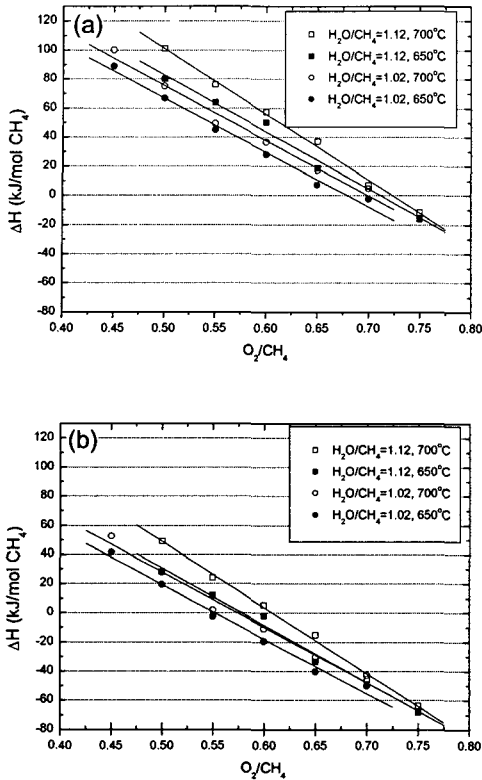 (a)
H₂O/CH₄=1.12, 700°C
H₂O/CH₄=1.12, 650°C
H₂O/CH₄=1.02, 700°C
H₂O/CH₄=1.02, 650°C
120
100
80
60
40
20
0
-20
-40
-60
-80
ΔH (kJ/mol CH₄)
0.40 0.45 0.50 0.55 0.60 0.65 0.70 0.75 0.80
O₂/CH₄
(b)
H₂O/CH₄=1.12, 700°C
H₂O/CH₄=1.12, 650°C
H₂O/CH₄=1.02, 700°C
H₂O/CH₄=1.02, 650°C
120
100
80
60
40
20
0
-20
-40
-60
-80
ΔH (kJ/mol CH₄)
0.40 0.45 0.50 0.55 0.60 0.65 0.70 0.75 0.80
O₂/CH₄